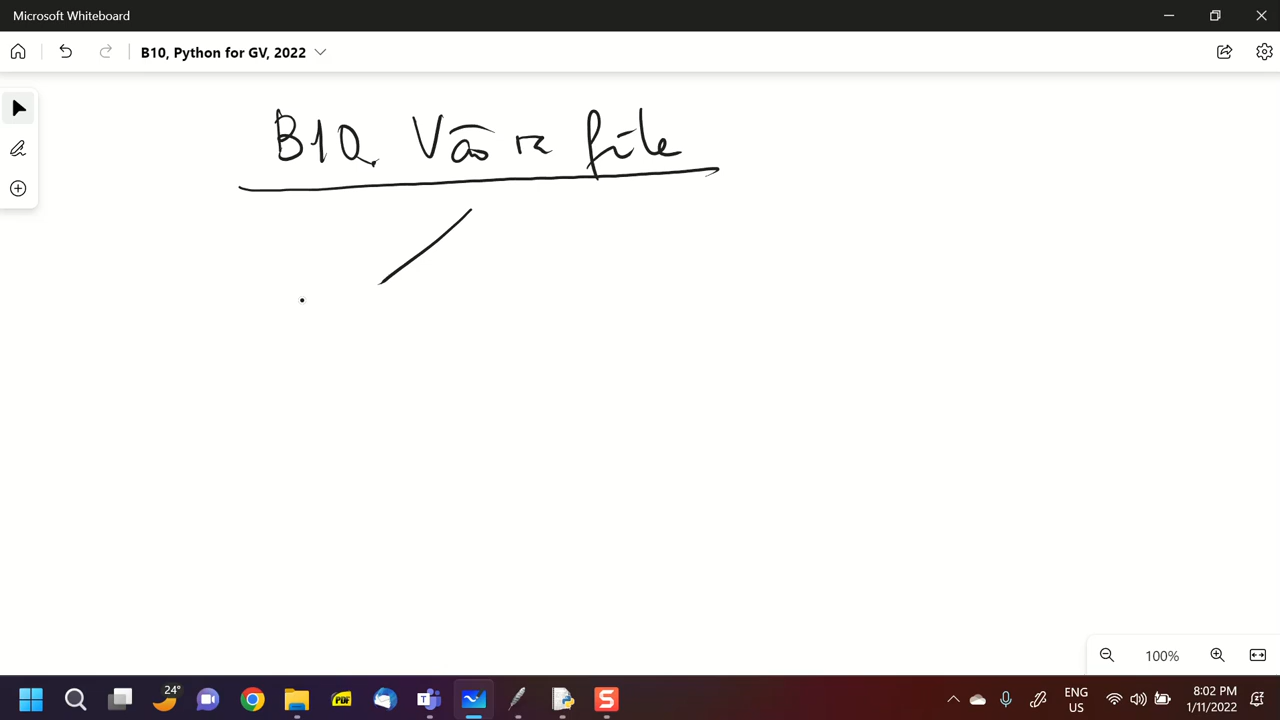 Microsoft Whiteboard
B10, Python for GV, 2022
B10. Vào ra file
100%
24°
PDF
S
ENG
US
8:02 PM
1/11/2022